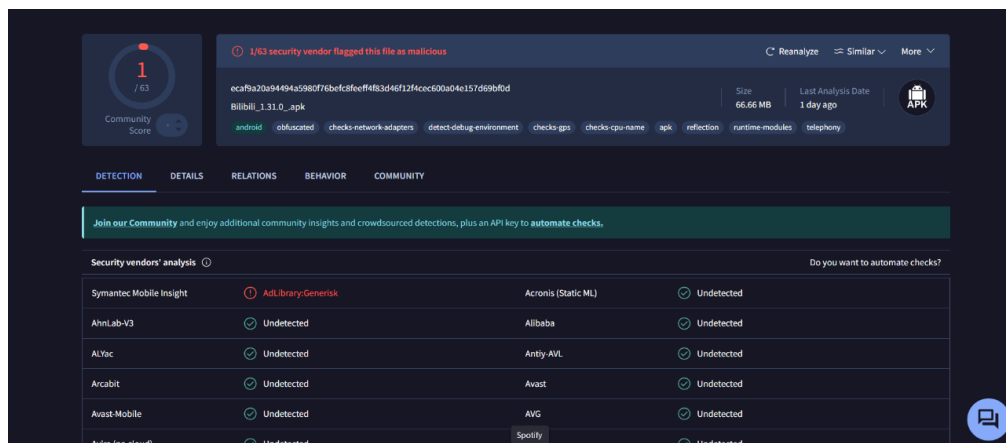 1/63 security vendor flagged this file as malicious
Reanalyze
Similar
More
1
/ 63
Community Score
-
ecaf9a20a94494a5980f76befc8feeff4f83d46f12f4cec600a04e157d69bf0d
Bilibili_1.31.0_.apk
Size
66.66 MB
Last Analysis Date
1 day ago
APK
android obfuscated checks-network-adapters detect-debug-environment checks-gps checks-cpu-name apk reflection runtime-modules telephony
DETECTION DETAILS RELATIONS BEHAVIOR COMMUNITY
Join our Community and enjoy additional community insights and crowdsourced detections, plus an API key to automate checks.
Security vendors' analysis Do you want to automate checks?
Symantec Mobile Insight AdLibrary:Generisk Acronis (Static ML) Undetected
AhnLab-V3 Undetected Alibaba Undetected
ALYac Undetected Antiy-AVL Undetected
Arcabit Undetected Avast Undetected
Avast-Mobile Undetected AVG Undetected
Spotify